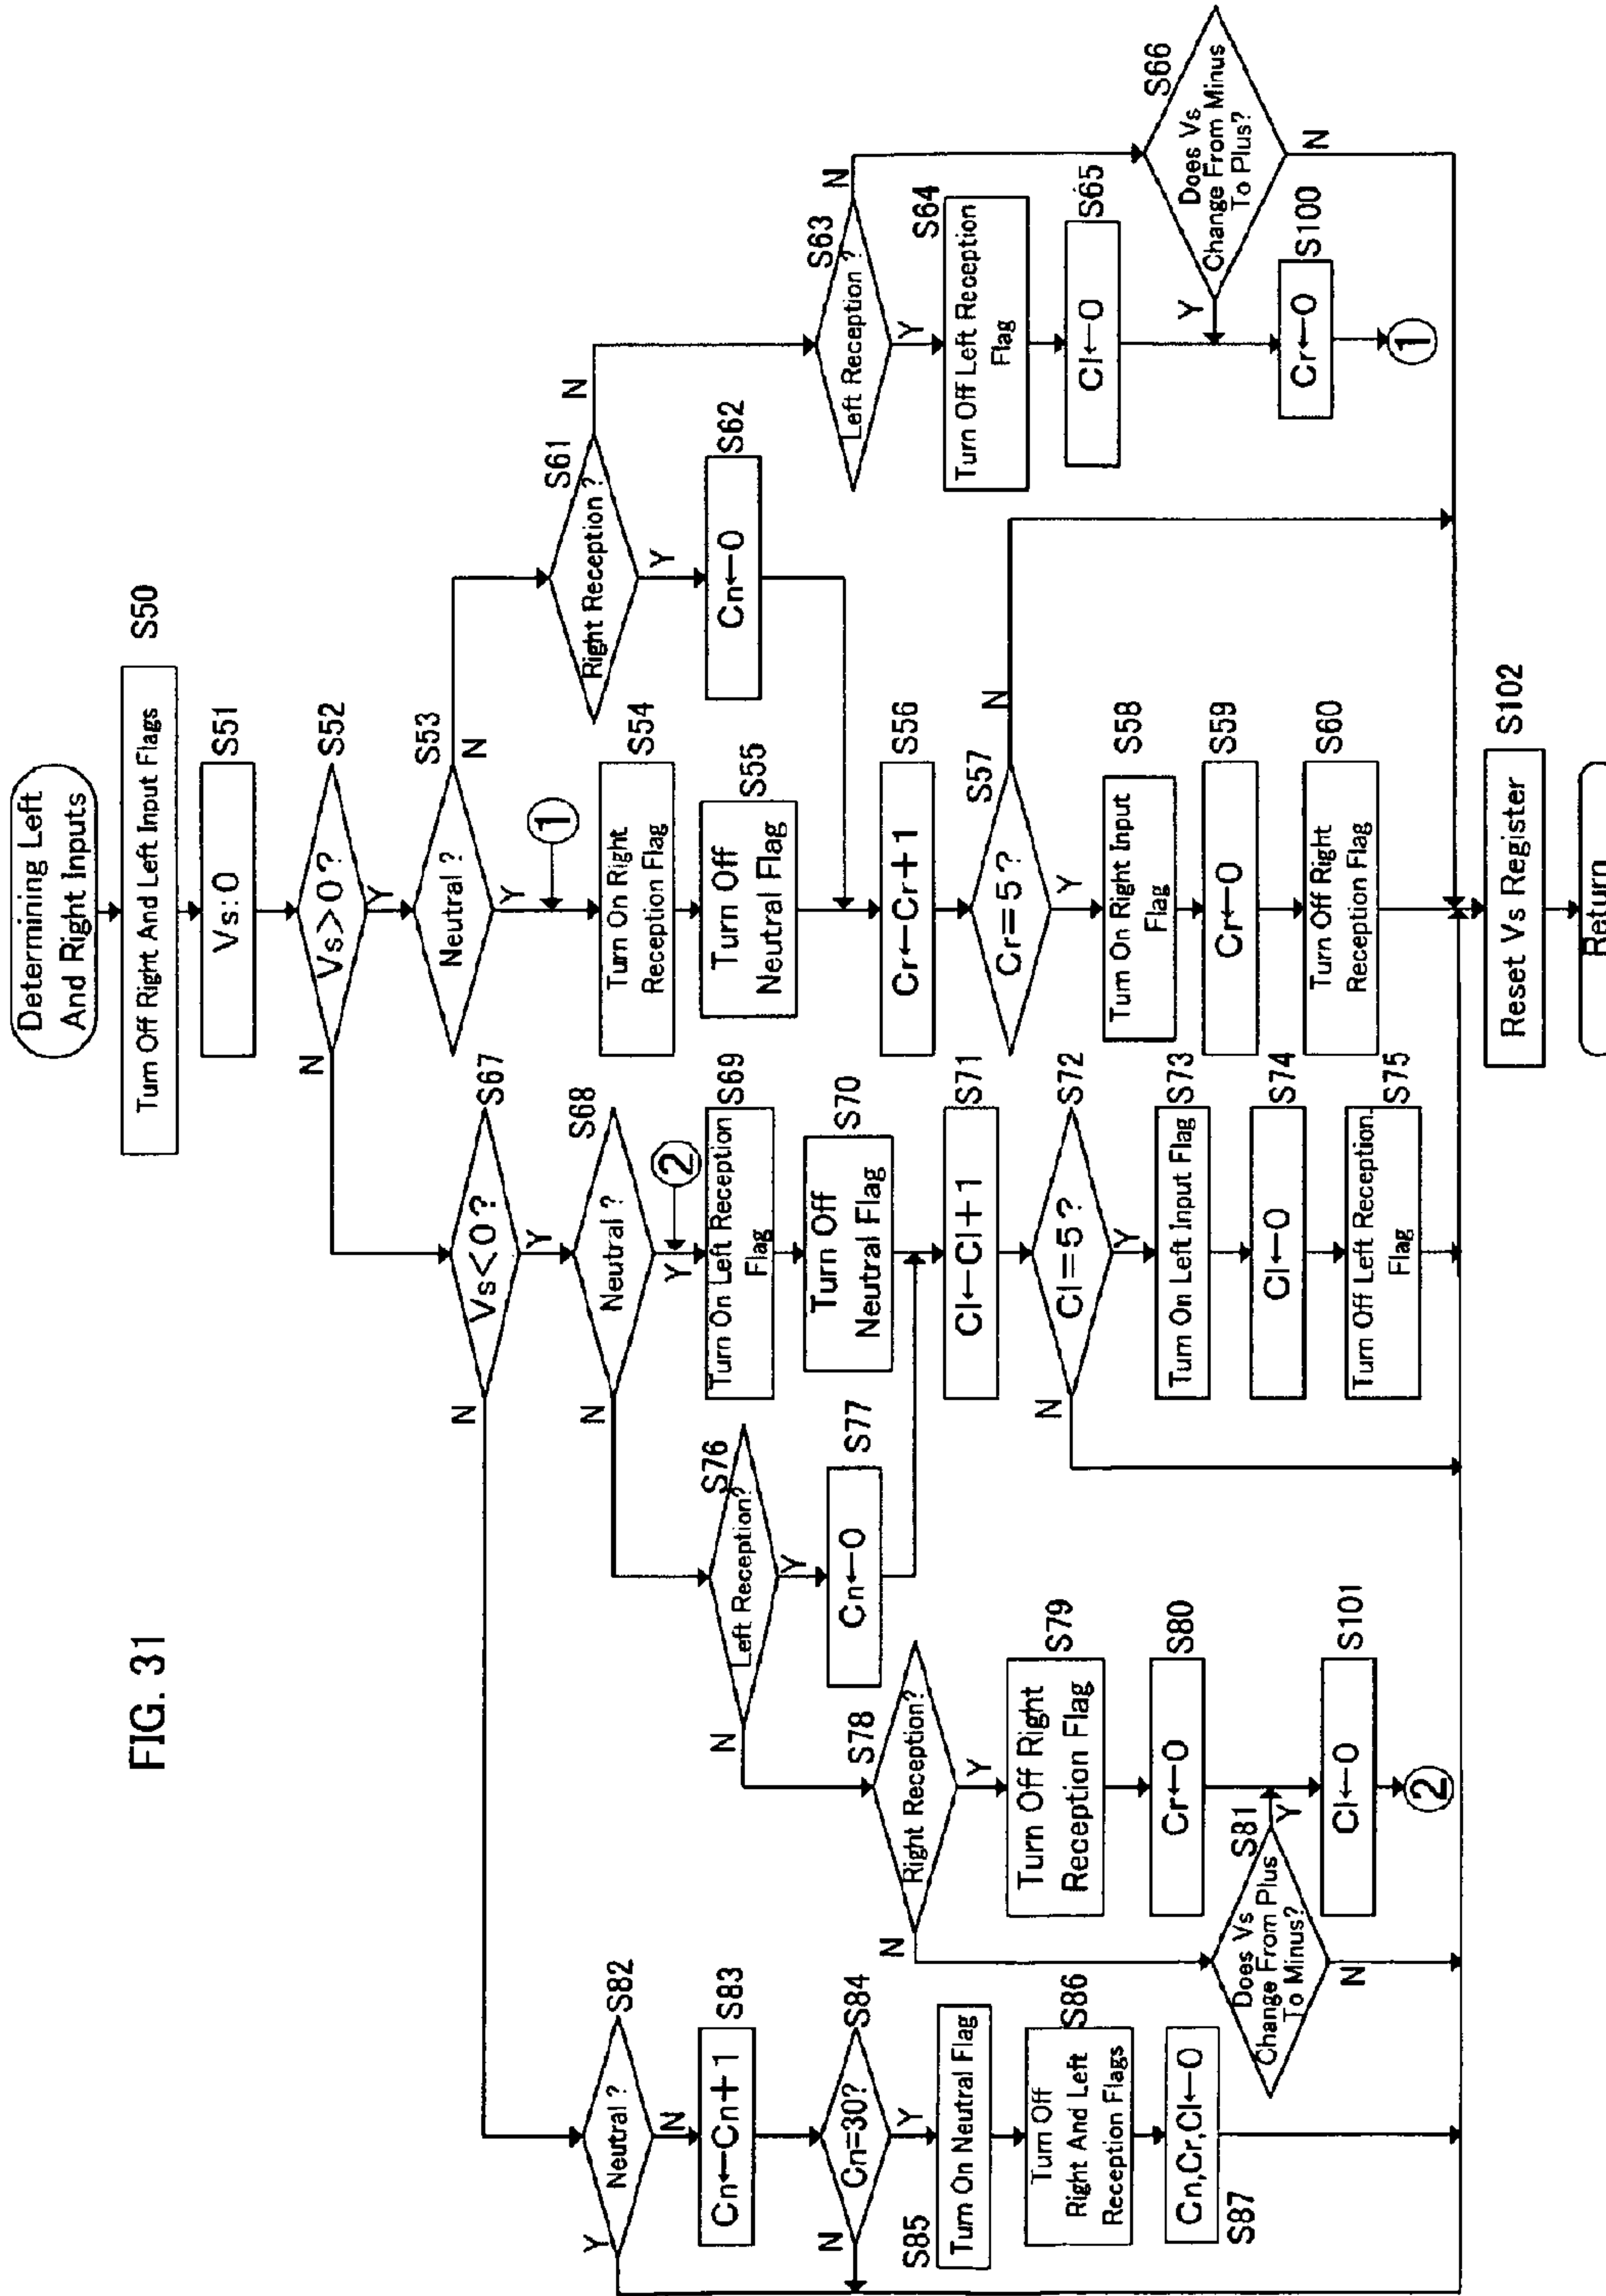 FIG. 31
Determining Left
And Right Inputs
Turn Off Right And Left Input Flags
S50
Vs:0
S51
Vs>0?
S52
Y
N
Neutral ?
S53
Y
N
①
Turn On Right
Reception Flag
S54
Turn Off
Neutral Flag
S55
Cr←Cr+1
S56
Cr=5?
S57
Y
N
Turn On Right Input
Flag
S58
Cr←0
S59
Turn Off Right
Reception Flag
S60
Right Reception ?
S61
Y
N
Cn←0
S62
Left Reception ?
S63
Y
N
Turn Off Left Reception
Flag
S64
Cl←0
S65
Does Vs
Change From Minus
To Plus?
S66
Y
N
Cr←0
S100
①
Vs<0?
S67
Y
N
Neutral ?
S68
Y
N
②
Turn On Left Reception
Flag
S69
Turn Off
Neutral Flag
S70
Cl←Cl+1
S71
Cl=5?
S72
Y
N
Turn On Left Input Flag
S73
Cl←0
S74
Turn Off Left Reception
Flag
S75
Left Reception?
S76
Y
N
Cn←0
S77
Right Reception?
S78
Y
N
Turn Off Right
Reception Flag
S79
Cr←0
S80
Does Vs
Change From Plus
To Minus?
S81
Y
N
Cl←0
S101
②
Neutral ?
S82
Y
N
Cn←Cn+1
S83
Cn=30?
S84
Y
N
Turn On Neutral Flag
S85
Turn Off
Right And Left
Reception Flags
S86
Cn,Cr,Cl←0
S87
Reset Vs Register
S102
Return